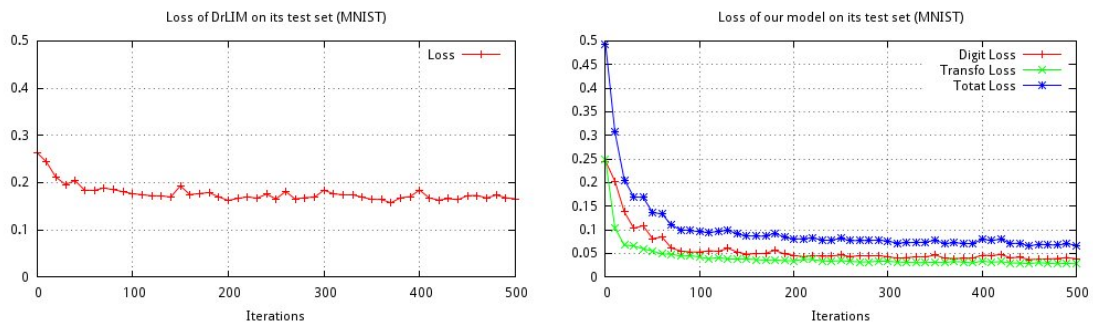 Loss of DrLIM on its test set (MNIST)
0.5
0.4
0.3
0.2
0.1
0
0 100 200 300 400 500
Iterations
Loss
Loss of our model on its test set (MNIST)
0.5
0.45
0.4
0.35
0.3
0.25
0.2
0.15
0.1
0.05
0
0 100 200 300 400 500
Iterations
Digit Loss
Transfo Loss
Totat Loss